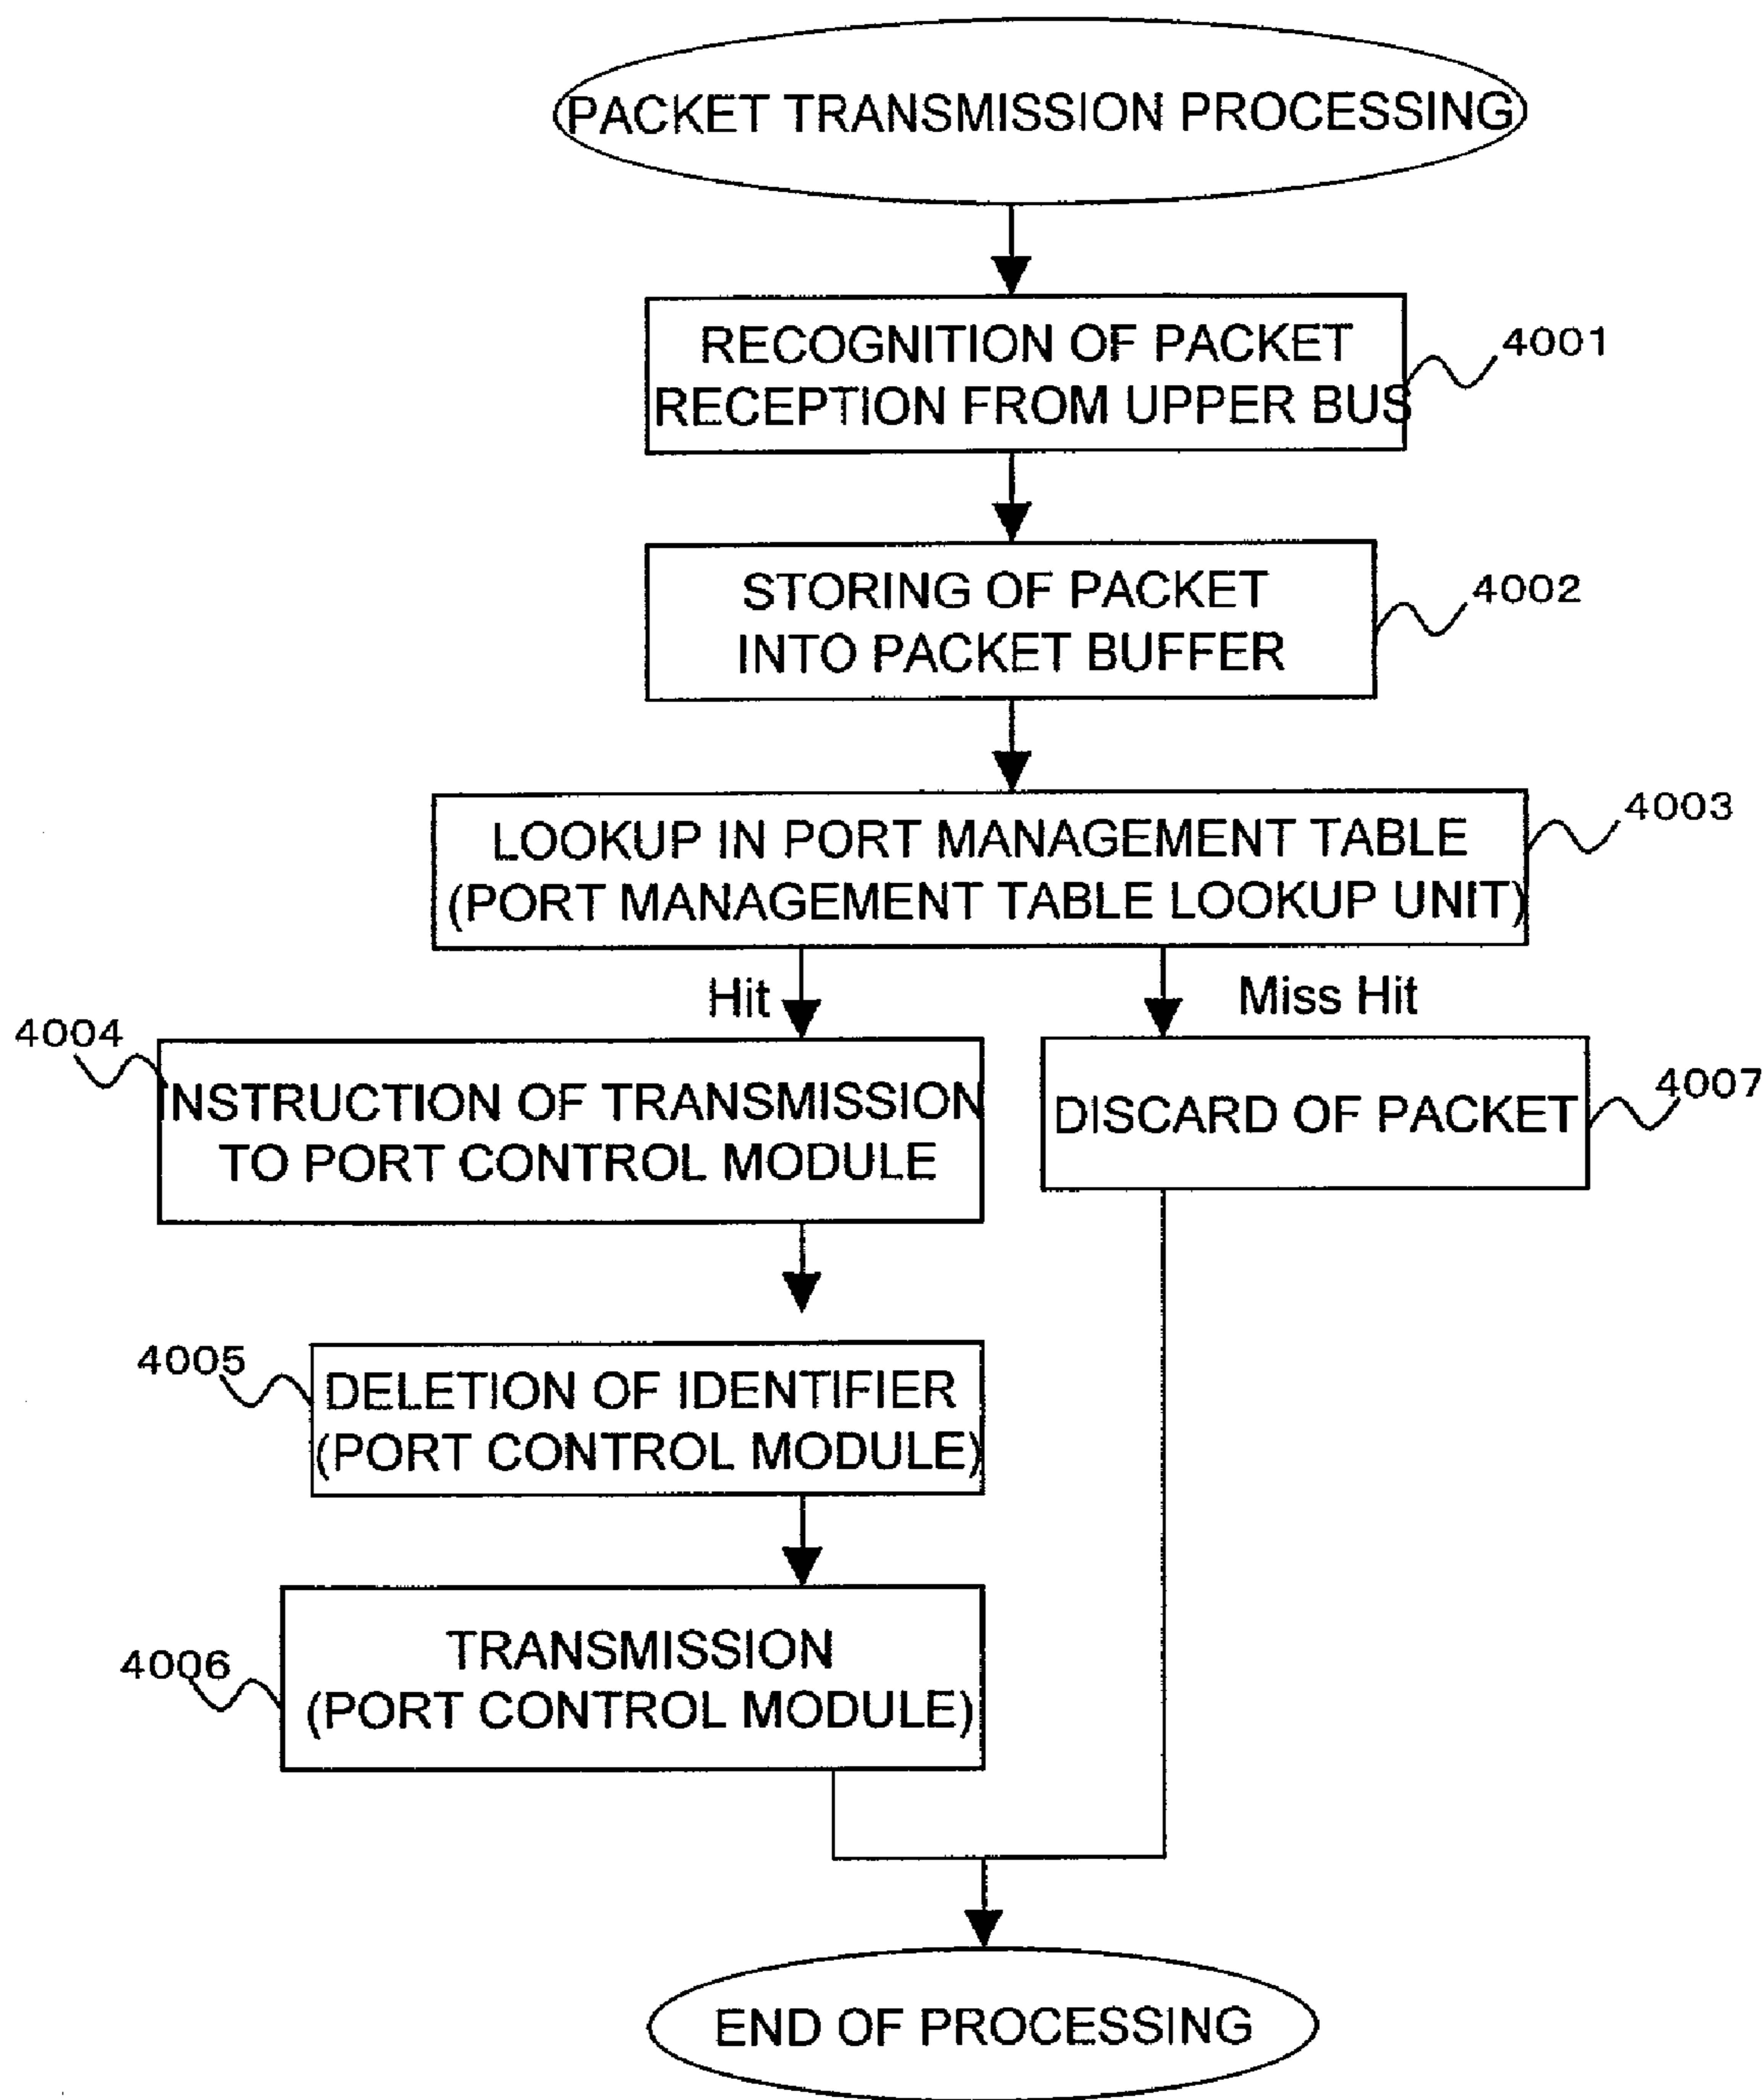 PACKET TRANSMISSION PROCESSING
RECOGNITION OF PACKET
RECEPTION FROM UPPER BUS
4001
STORING OF PACKET
INTO PACKET BUFFER
4002
LOOKUP IN PORT MANAGEMENT TABLE
(PORT MANAGEMENT TABLE LOOKUP UNIT)
4003
Hit
Miss Hit
4004
INSTRUCTION OF TRANSMISSION
TO PORT CONTROL MODULE
DISCARD OF PACKET
4007
4005
DELETION OF IDENTIFIER
(PORT CONTROL MODULE)
4006
TRANSMISSION
(PORT CONTROL MODULE)
END OF PROCESSING